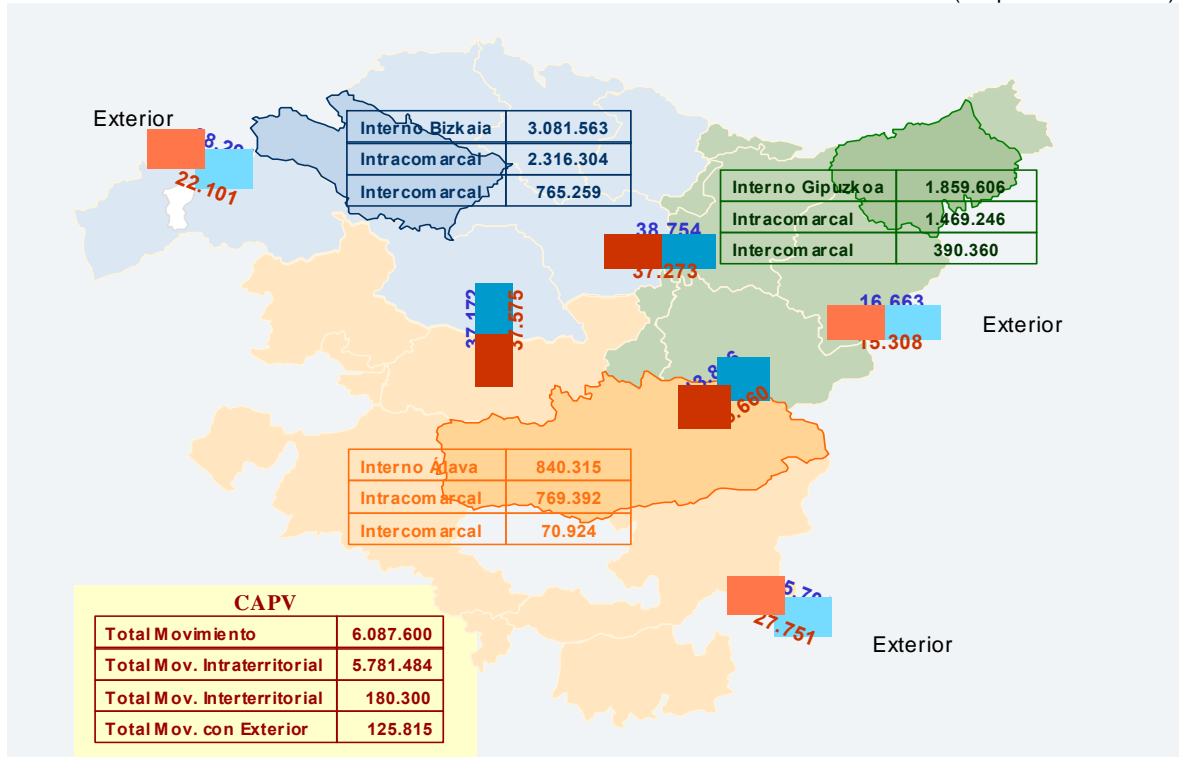 Exterior
22.101
Interno Bizkaia 3.081.563
Intracomarcal 2.316.304
Intercomarcal 765.259
Interno Gipuzkoa 1.859.606
Intracomarcal 1.469.246
Intercomarcal 390.360
38.754
37.273
37.172
37.575
16.663
15.308
Exterior
Interno Álava 840.315
Intracomarcal 769.392
Intercomarcal 70.924
27.751
Exterior
CAPV
Total Movimiento 6.087.600
Total Mov. Intraterritorial 5.781.484
Total Mov. Interterritorial 180.300
Total Mov. con Exterior 125.815